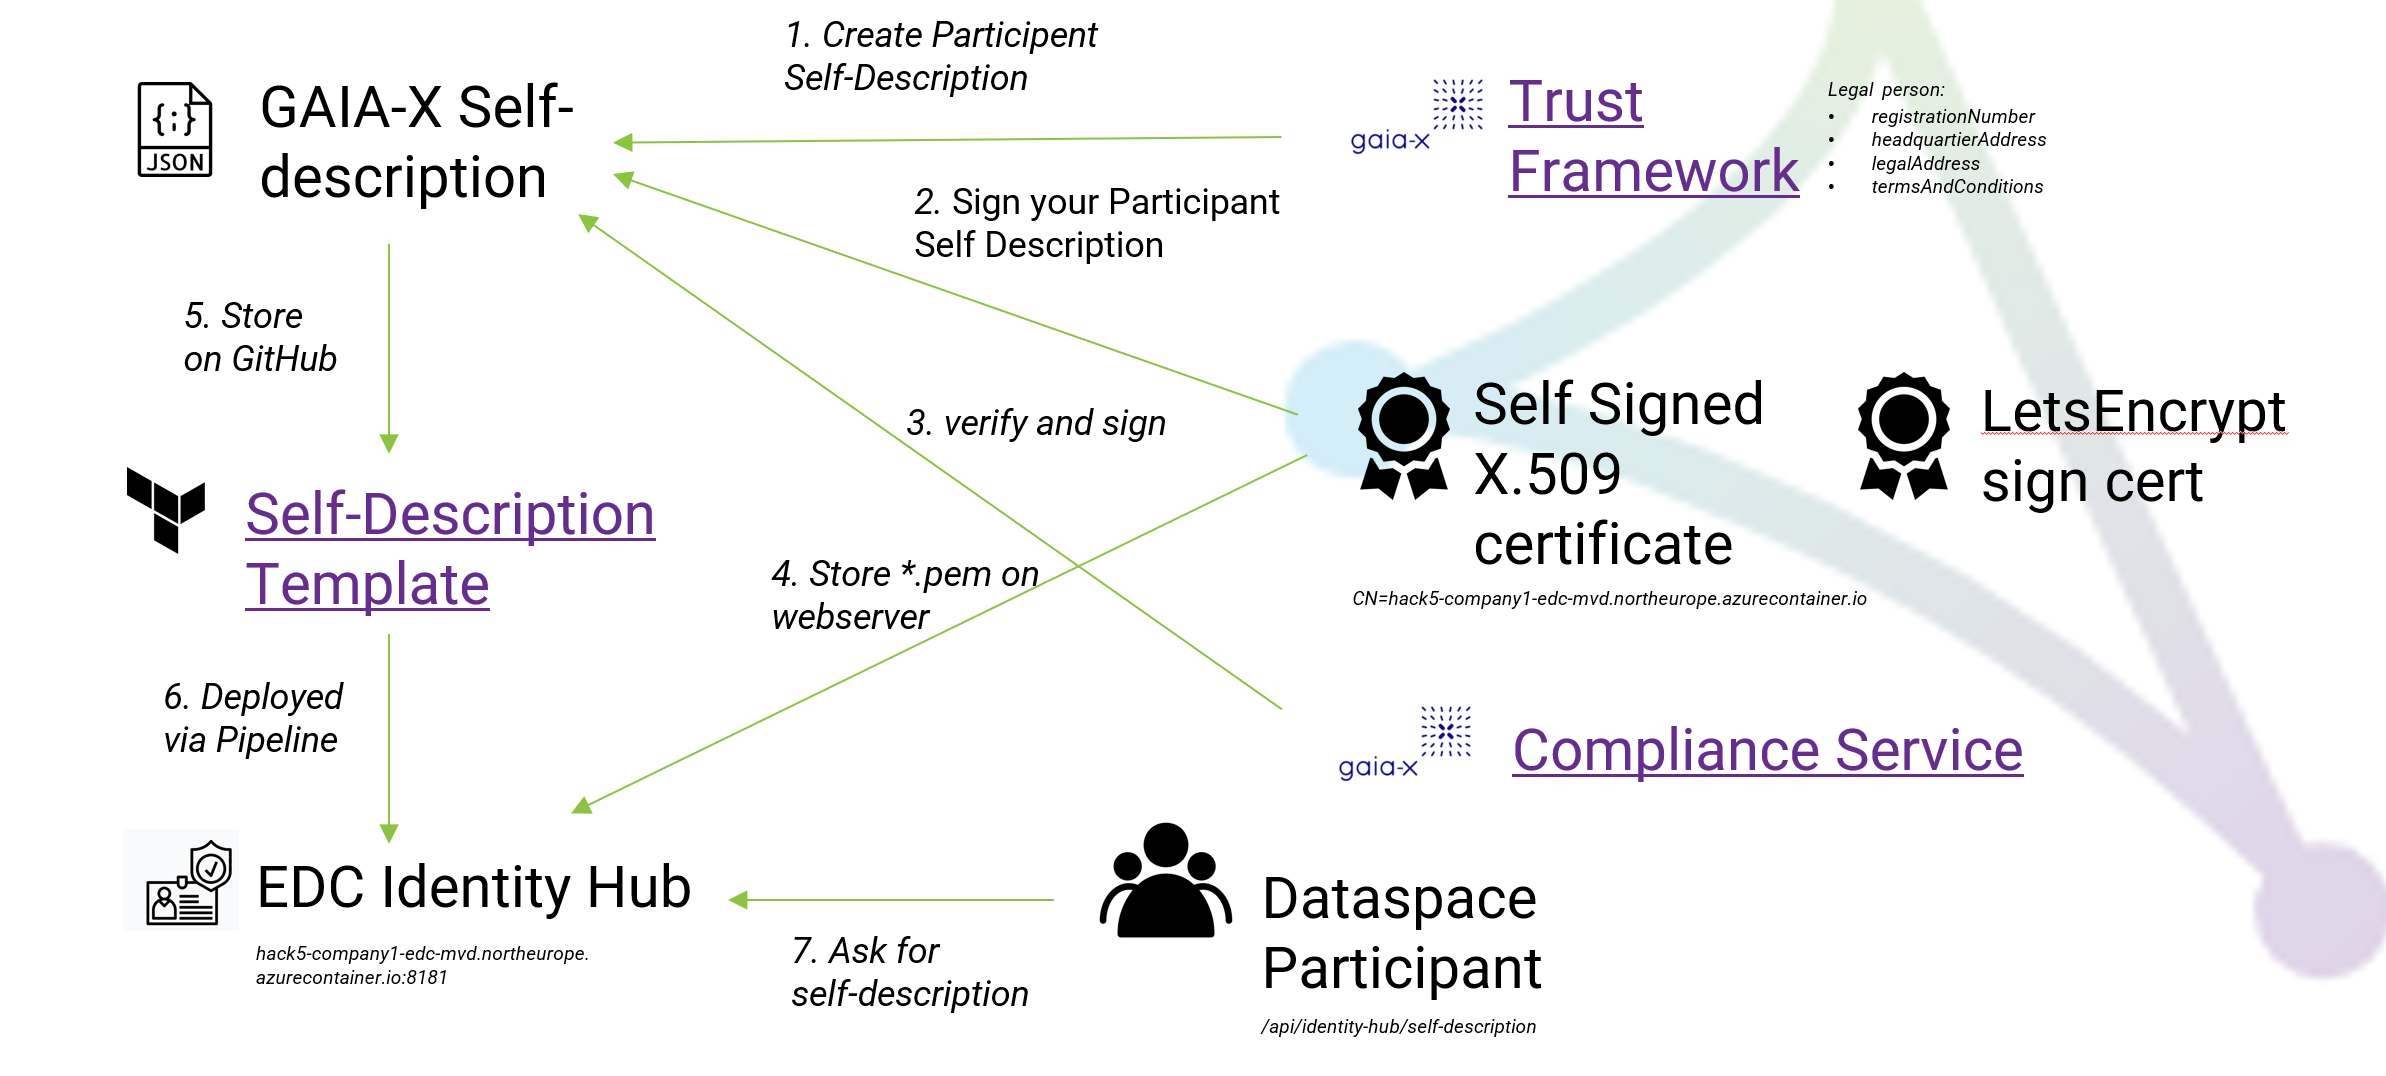 1. Create Participent
Self-Description
{;}
JSON
GAIA-X Self-
description
gaia-x
Trust
Framework
Legal person:
• registrationNumber
• headquartierAddress
• legalAddress
• termsAndConditions
2. Sign your Participant
Self Description
5. Store
on GitHub
3. verify and sign
Self Signed
X.509
certificate
CN=hack5-company1-edc-mvd.northeurope.azurecontainer.io
LetsEncrypt
sign cert
Self-Description
Template
4. Store *.pem on
webserver
6. Deployed
via Pipeline
gaia-x
Compliance Service
EDC Identity Hub
hack5-company1-edc-mvd.northeurope.
azurecontainer.io:8181
7. Ask for
self-description
Dataspace
Participant
/api/identity-hub/self-description